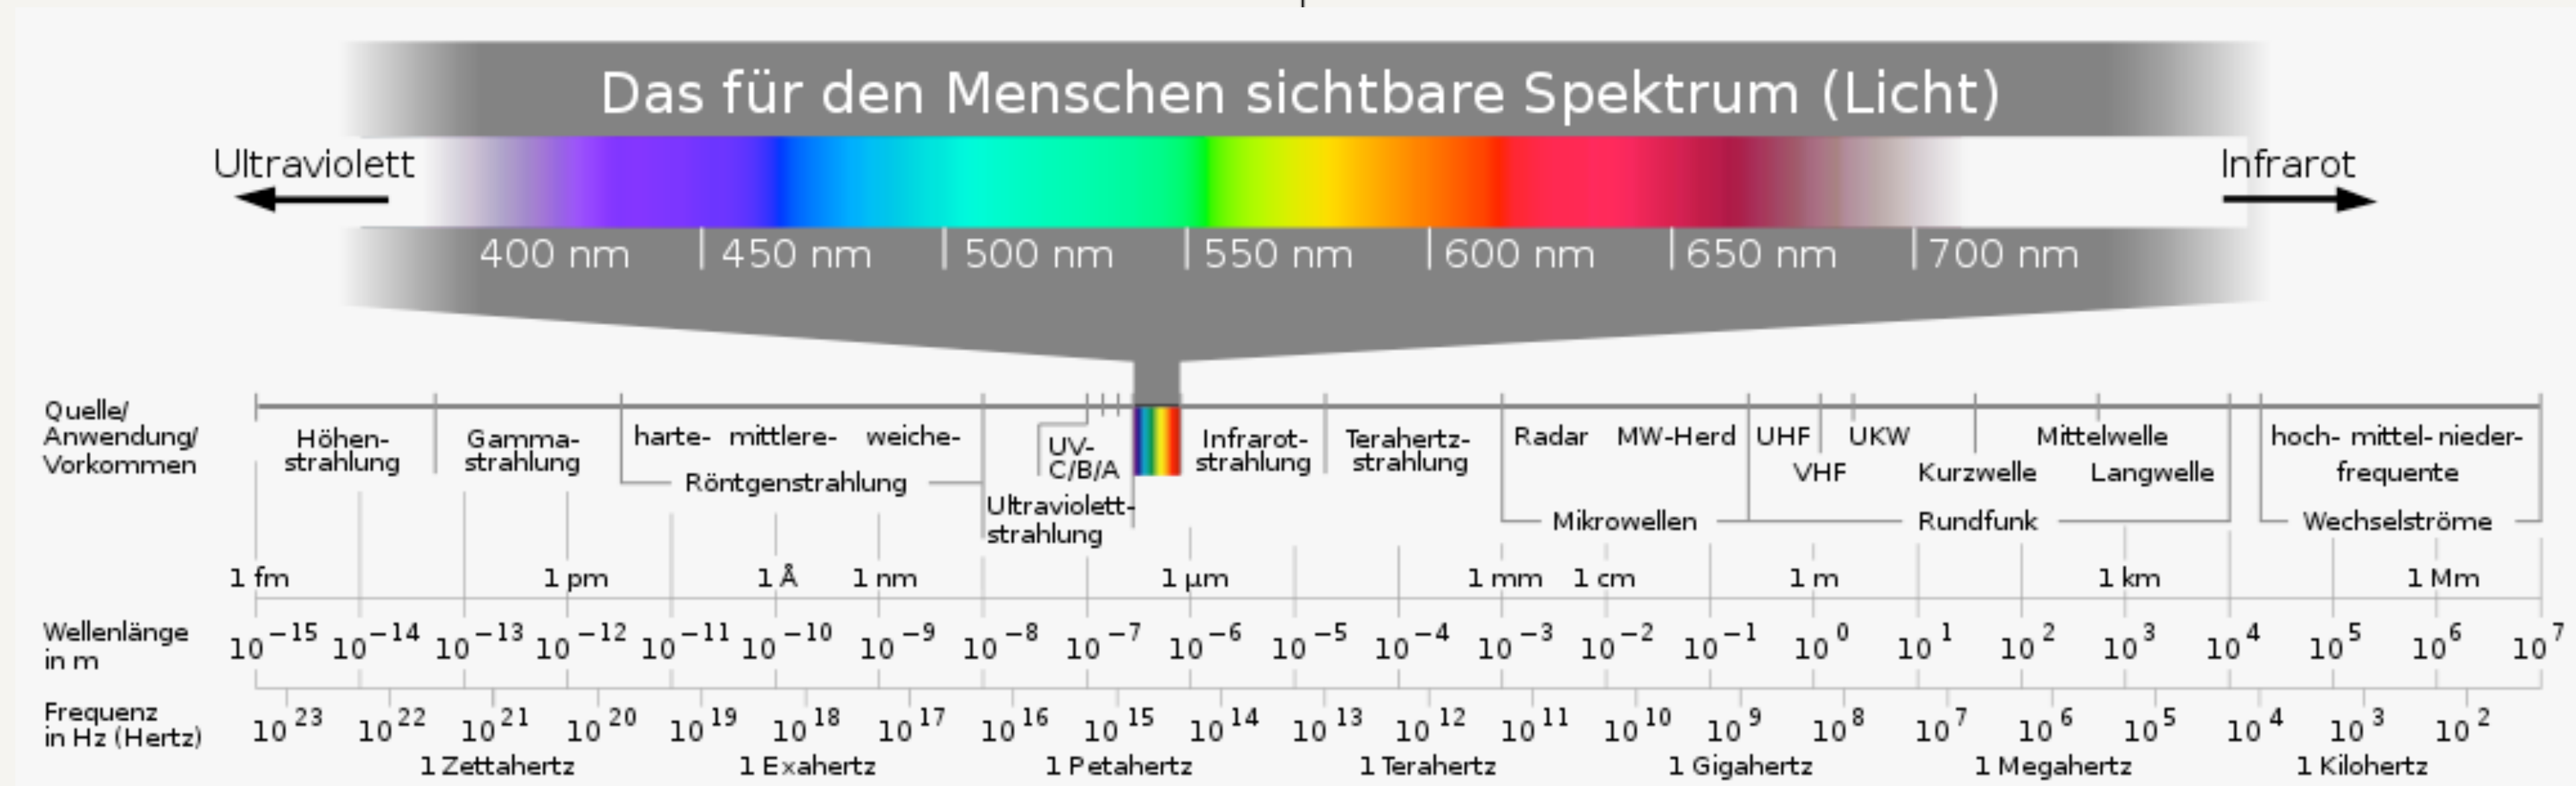 Das für den Menschen sichtbare Spektrum (Licht)
Ultraviolett
Infrarot
400 nm 450 nm 500 nm 550 nm 600 nm 650 nm 700 nm
Quelle/
Anwendung/
Vorkommen
Höhen-
strahlung
Gamma-
strahlung
harte- mittlere- weiche-
Röntgenstrahlung
UV-
C/B/A
Ultraviolett-
strahlung
Infrarot-
strahlung
Terahertz-
strahlung
Radar MW-Herd
Mikrowellen
UHF UKW Mittelwelle
VHF Kurzwelle Langwelle
Rundfunk
hoch- mittel- nieder-
frequente
Wechselströme
1 fm 1 pm 1 Å 1 nm 1 µm 1 mm 1 cm 1 m 1 km 1 Mm
Wellenlänge
in m
10⁻¹⁵ 10⁻¹⁴ 10⁻¹³ 10⁻¹² 10⁻¹¹ 10⁻¹⁰ 10⁻⁹ 10⁻⁸ 10⁻⁷ 10⁻⁶ 10⁻⁵ 10⁻⁴ 10⁻³ 10⁻² 10⁻¹ 10⁰ 10¹ 10² 10³ 10⁴ 10⁵ 10⁶ 10⁷
Frequenz
in Hz (Hertz)
10²³ 10²² 10²¹ 10²⁰ 10¹⁹ 10¹⁸ 10¹⁷ 10¹⁶ 10¹⁵ 10¹⁴ 10¹³ 10¹² 10¹¹ 10¹⁰ 10⁹ 10⁸ 10⁷ 10⁶ 10⁵ 10⁴ 10³ 10²
1 Zettahertz 1 Exahertz 1 Petahertz 1 Terahertz 1 Gigahertz 1 Megahertz 1 Kilohertz